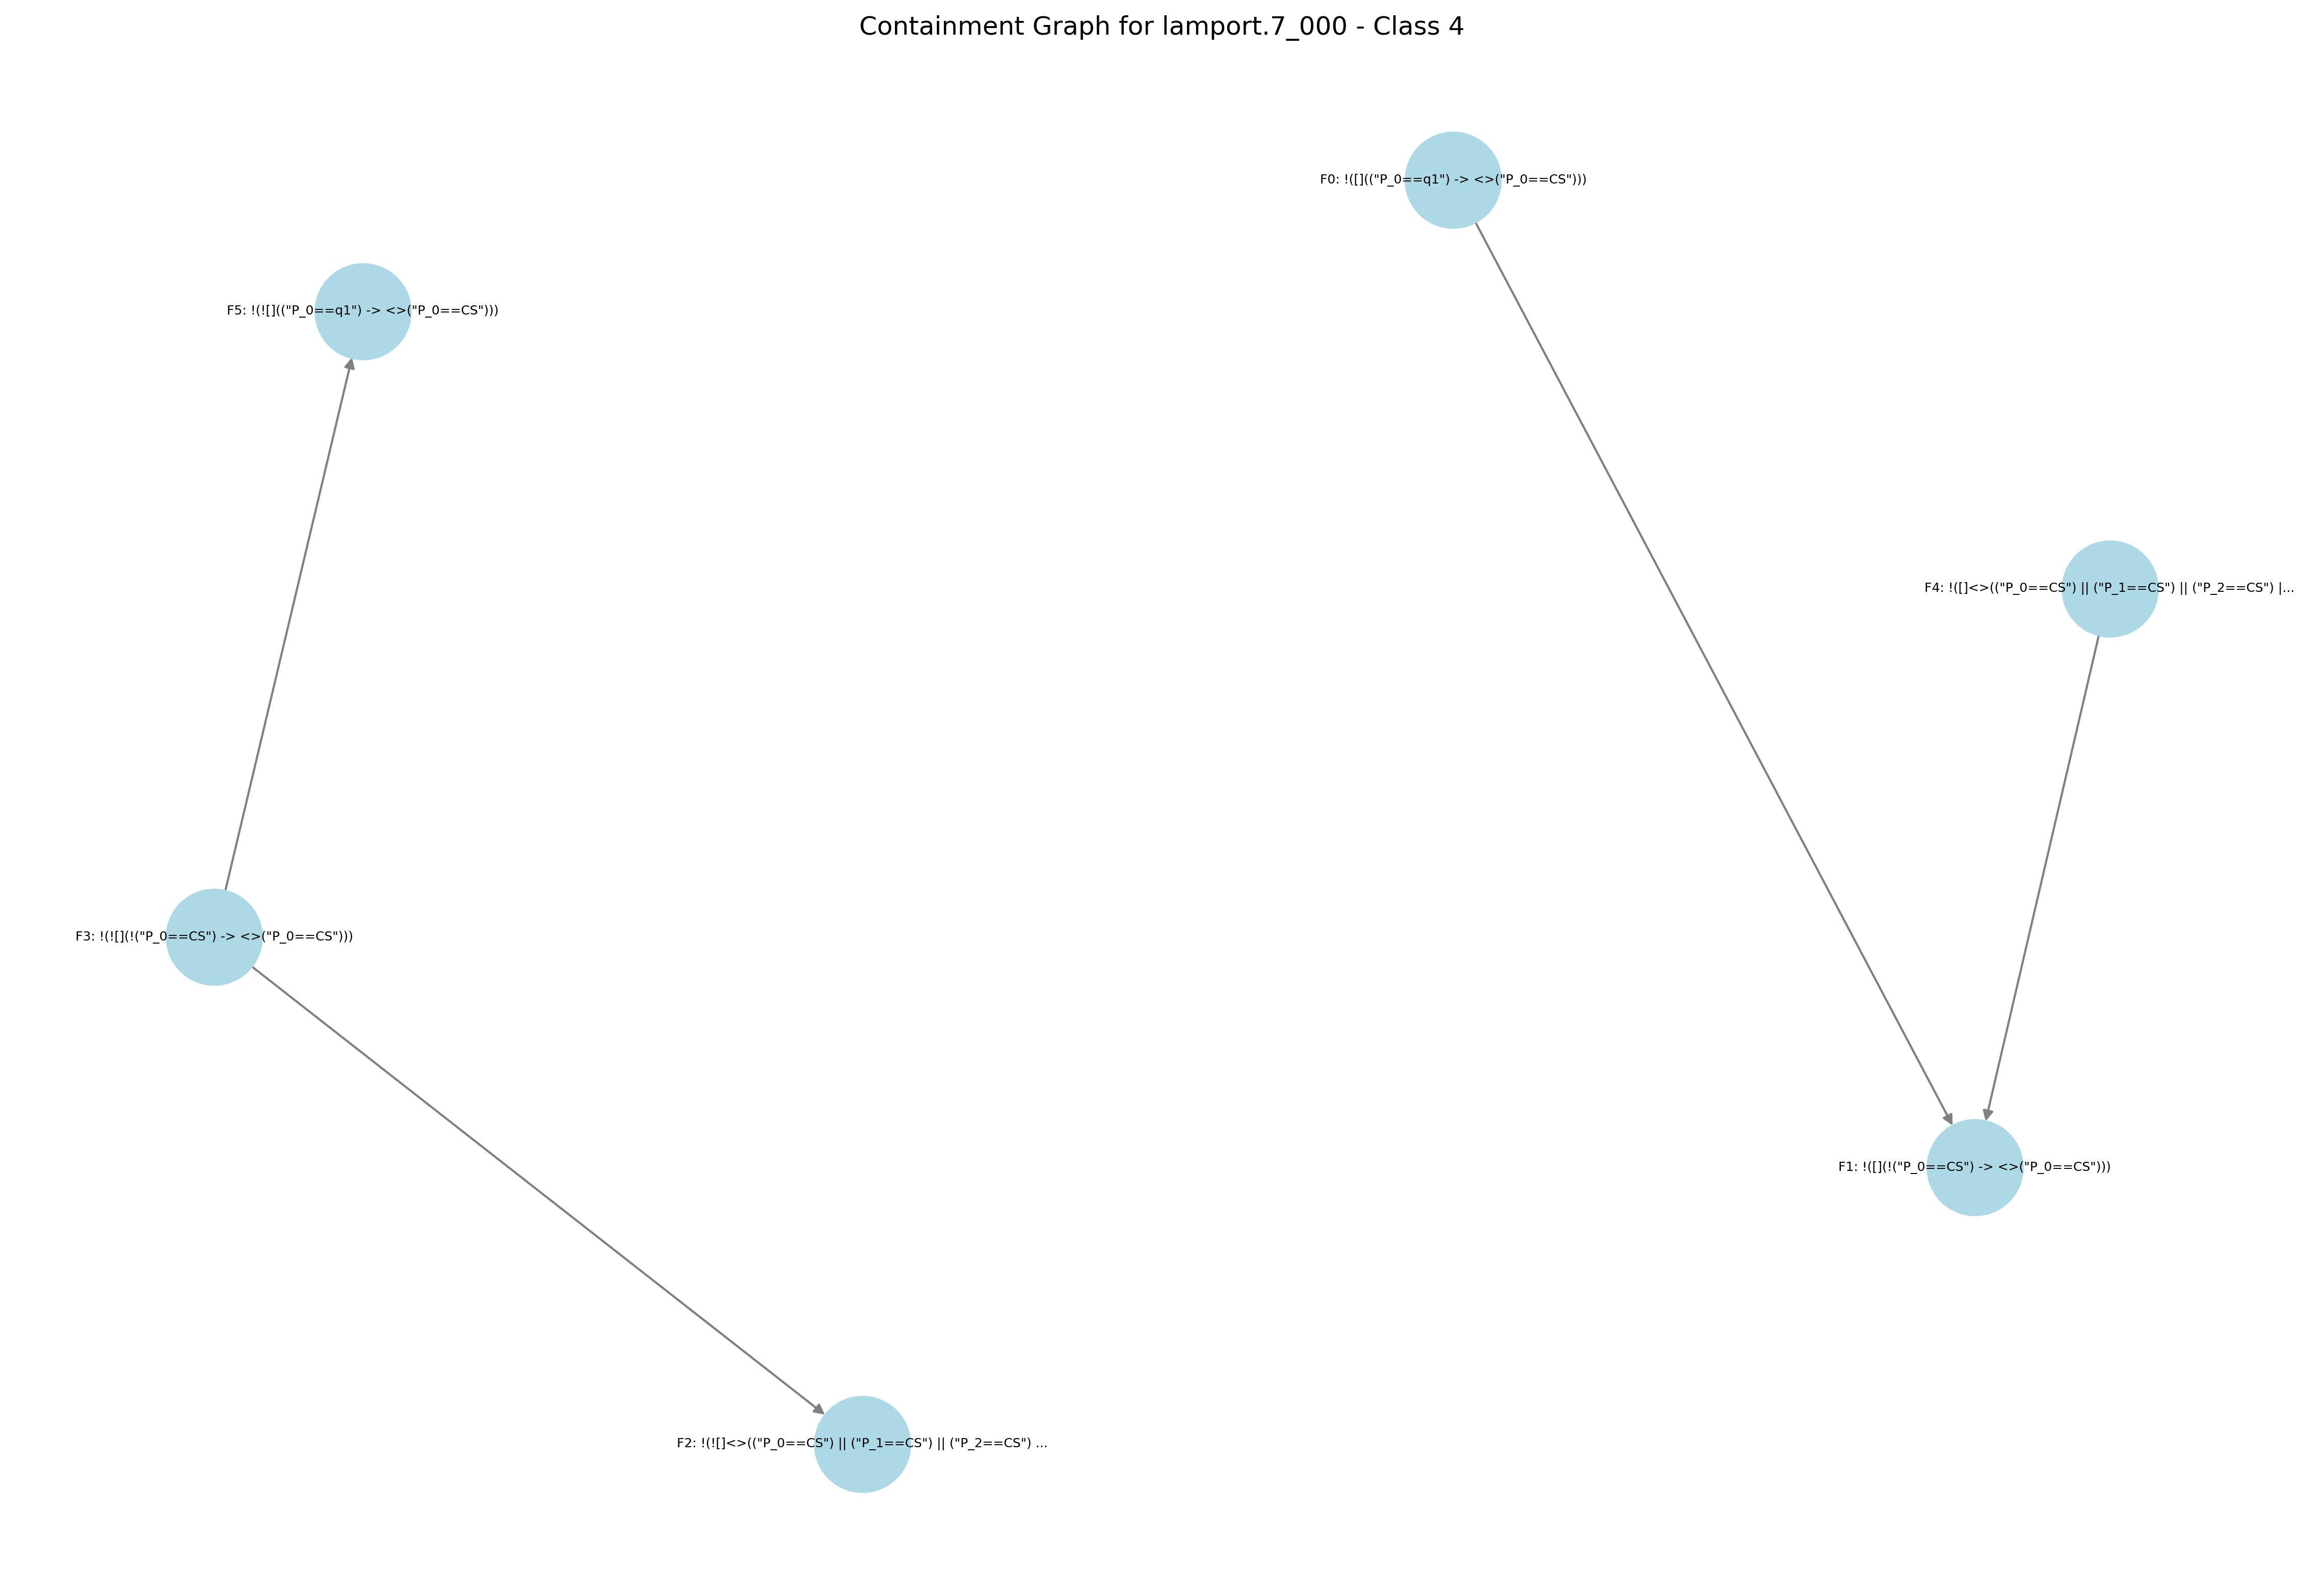 Containment Graph for lamport.7_000 - Class 4
F0: !([](("P_0==q1") -> <>("P_0==CS")))
F5: !(![](("P_0==q1") -> <>("P_0==CS")))
F4: !([]<>(("P_0==CS") || ("P_1==CS") || ("P_2==CS") |...
F3: !(![](!("P_0==CS") -> <>("P_0==CS")))
F1: !([](!("P_0==CS") -> <>("P_0==CS")))
F2: !(![]<>(("P_0==CS") || ("P_1==CS") || ("P_2==CS") ...